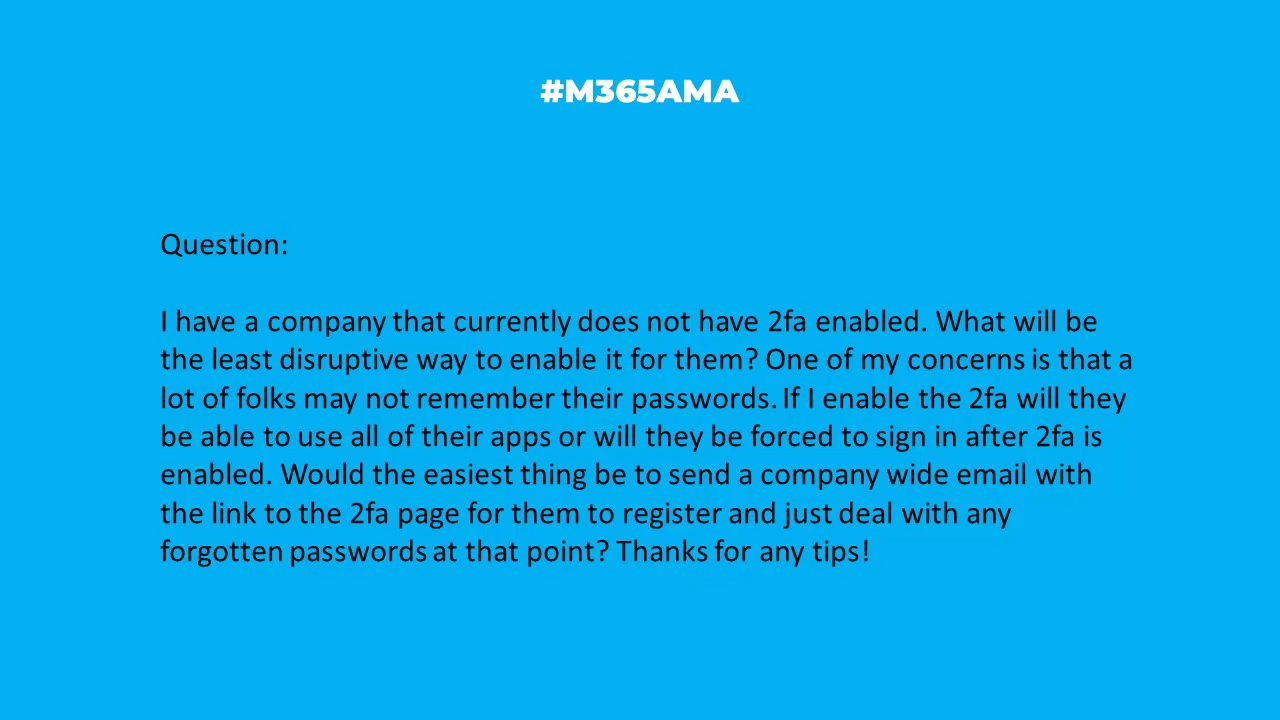 #M365AMA
Question:
I have a company that currently does not have 2fa enabled. What will be
the least disruptive way to enable it for them? One of my concerns is that a
lot of folks may not remember their passwords. If I enable the 2fa will they
be able to use all of their apps or will they be forced to sign in after 2fa is
enabled. Would the easiest thing be to send a company wide email with
the link to the 2fa page for them to register and just deal with any
forgotten passwords at that point? Thanks for any tips!